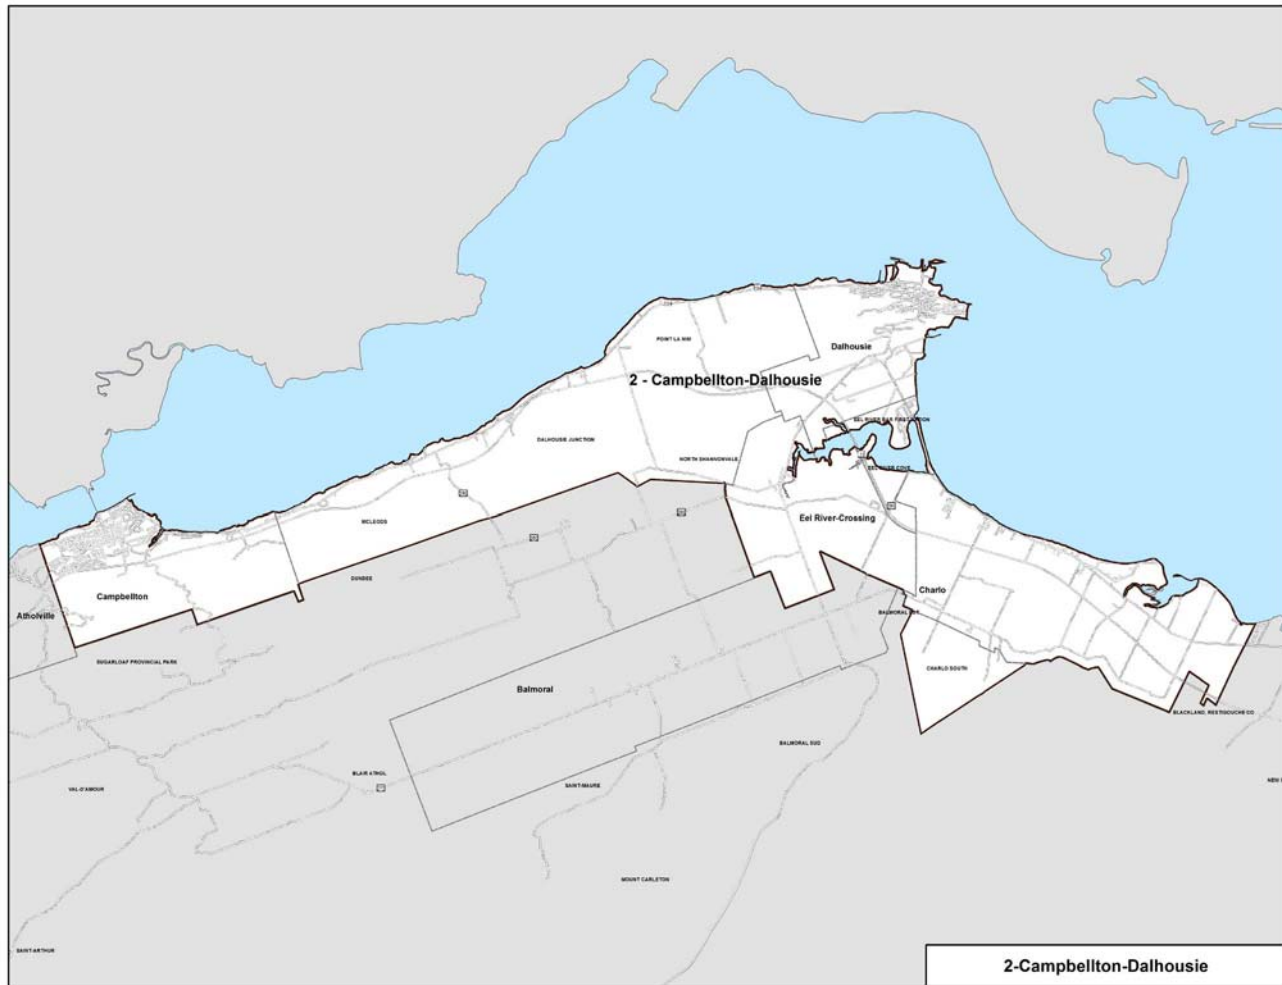 POINT LA NIM
Dalhousie
2 - Campbellton-Dalhousie
EEL RIVER BAR FIRST NATION
DALHOUSIE JUNCTION
NORTH SHANNONVALE
EEL RIVER COVE
MCLEODS
Eel River-Crossing
DUNDEE
Campbellton
Charlo
Atholville
SUGARLOAF PROVINCIAL PARK
CHARLO SOUTH
Balmoral
BLACKLAND, RESTIGOUCHE CO
BALMORAL SUD
BLAIR ATHOL
SAINT-MAURE
VAL-D'AMOUR
MOUNT CARLETON
SAINT-ARTHUR
2-Campbellton-Dalhousie